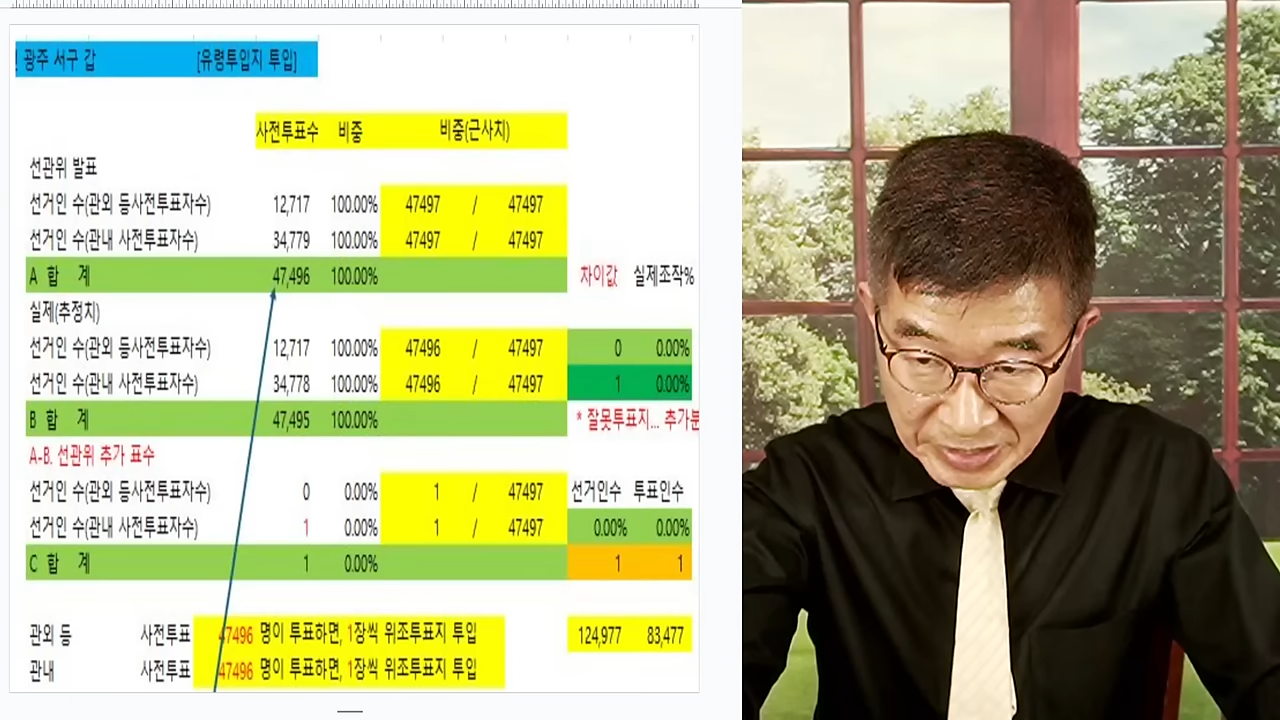 광주 서구 갑 [유령투입지 투입]
사전투표수 비중 비중(근사치)
선관위 발표
선거인 수(관외 등사전투표자수) 12,717 100.00% 47497 / 47497
선거인 수(관내 사전투표자수) 34,779 100.00% 47497 / 47497
A 합 계 47,496 100.00% 차이값 실제조작%
실제(추정치)
선거인 수(관외 등사전투표자수) 12,717 100.00% 47496 / 47497 0 0.00%
선거인 수(관내 사전투표자수) 34,778 100.00% 47496 / 47497 1 0.00%
B 합 계 47,495 100.00% * 잘못투표지... 추가분
A-B. 선관위 추가 표수
선거인 수(관외 등사전투표자수) 0 0.00% 1 / 47497 선거인수 투표인수
선거인 수(관내 사전투표자수) 1 0.00% 1 / 47497 0.00% 0.00%
C 합 계 1 0.00% 1 1
관외 등 사전투표 47496 명이 투표하면, 1장씩 위조투표지 투입 124,977 83,477
관내 사전투표 47496 명이 투표하면, 1장씩 위조투표지 투입